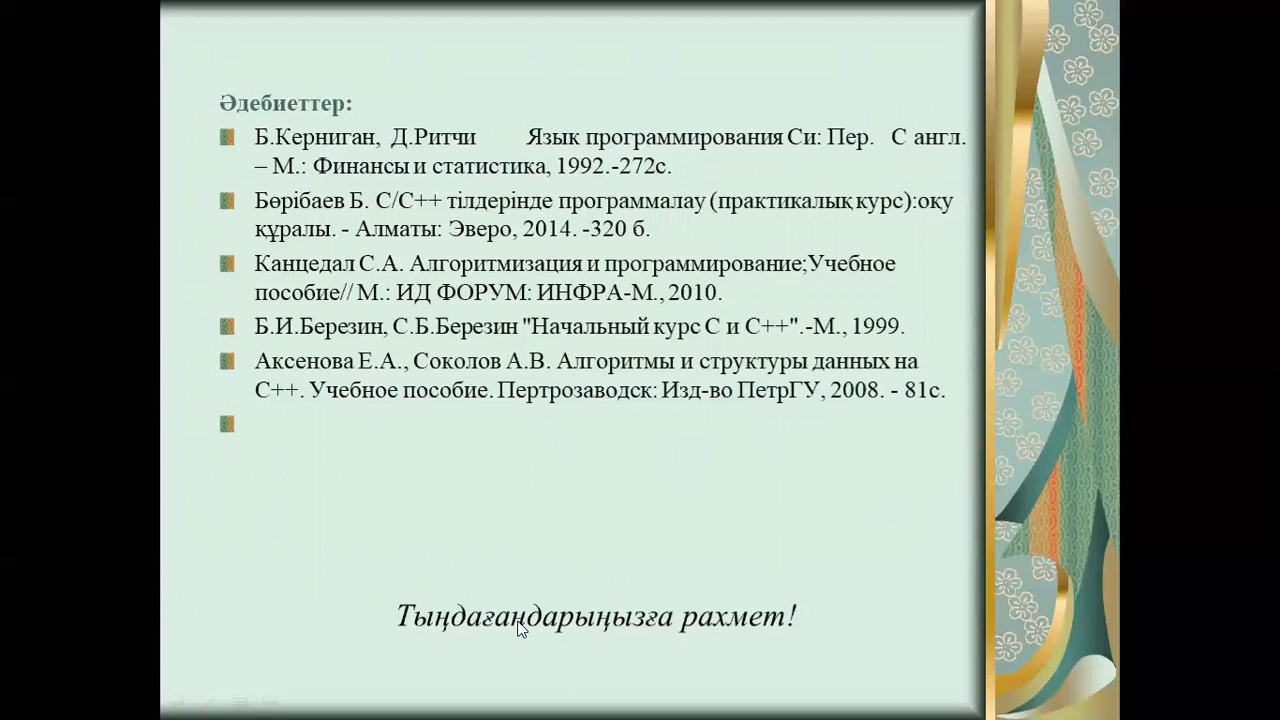 Әдебиеттер:
Б.Керниган, Д.Ритчи Язык программирования Си: Пер. С англ.
– М.: Финансы и статистика, 1992.-272с.
Бөрібаев Б. С/С++ тілдерінде программалау (практикалық курс):оқу
құралы. - Алматы: Эверо, 2014. -320 б.
Канцедал С.А. Алгоритмизация и программирование;Учебное
пособие// М.: ИД ФОРУМ: ИНФРА-М., 2010.
Б.И.Березин, С.Б.Березин "Начальный курс С и С++".-М., 1999.
Аксенова Е.А., Соколов А.В. Алгоритмы и структуры данных на
С++. Учебное пособие. Пертрозаводск: Изд-во ПетрГУ, 2008. - 81с.
Тыңдағандарыңызға рахмет!